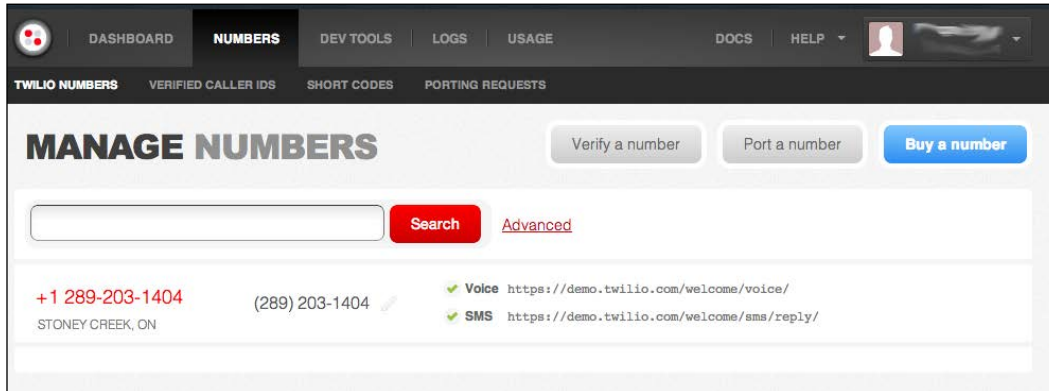 DASHBOARD NUMBERS DEV TOOLS LOGS USAGE DOCS HELP
TWILIO NUMBERS VERIFIED CALLER IDS SHORT CODES PORTING REQUESTS
MANAGE NUMBERS Verify a number Port a number Buy a number
Search Advanced
+1 289-203-1404 (289) 203-1404 Voice https://demo.twilio.com/welcome/voice/
STONEY CREEK, ON SMS https://demo.twilio.com/welcome/sms/reply/